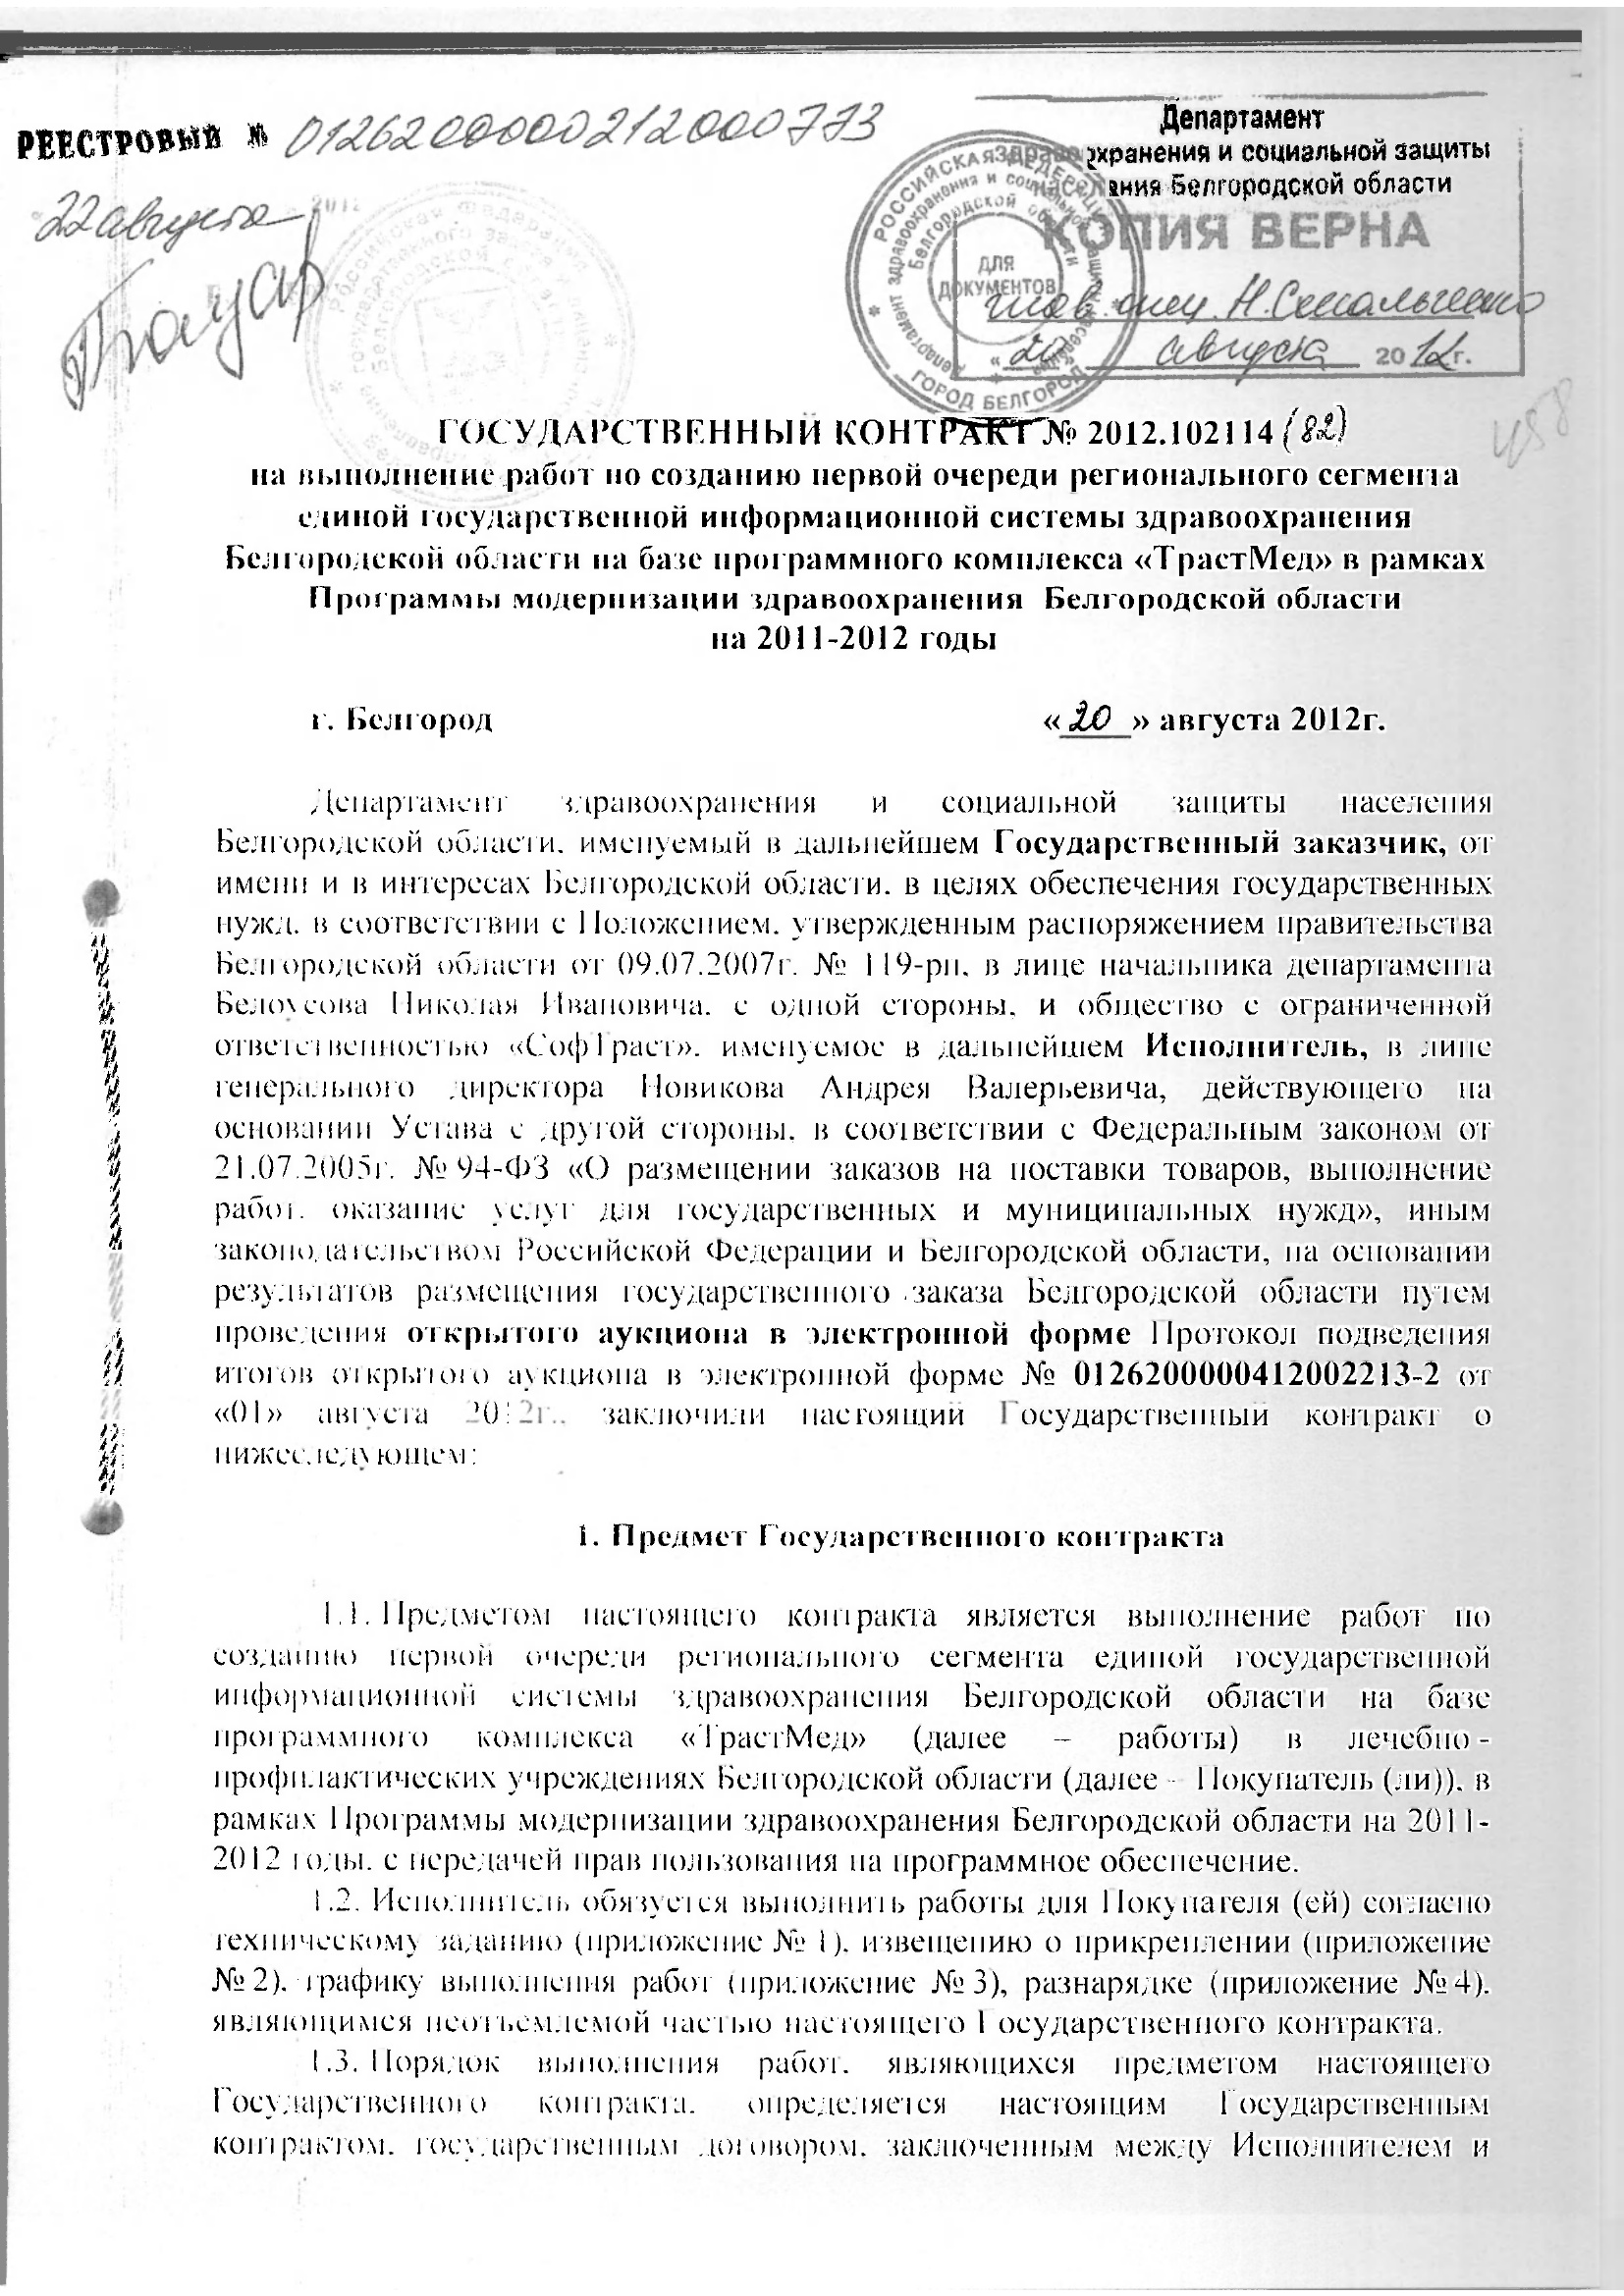 РЕЕСТРОВЫЙ № 0126200000212000773
22 августа 2012
Департамент
здравоохранения и социальной защиты
населения Белгородской области
КОПИЯ ВЕРНА
ДЛЯ
ДОКУМЕНТОВ
ГОРОД БЕЛГОРОД
«20» августа 2012 г.
458
ГОСУДАРСТВЕННЫЙ КОНТРАКТ № 2012.102114 (82)
на выполнение работ по созданию первой очереди регионального сегмента
единой государственной информационной системы здравоохранения
Белгородской области на базе программного комплекса «ТрастМед» в рамках
Программы модернизации здравоохранения Белгородской области
на 2011-2012 годы
г. Белгород «20» августа 2012г.
Департамент здравоохранения и социальной защиты населения
Белгородской области, именуемый в дальнейшем Государственный заказчик, от
имени и в интересах Белгородской области, в целях обеспечения государственных
нужд, в соответствии с Положением, утвержденным распоряжением правительства
Белгородской области от 09.07.2007г. № 119-рп, в лице начальника департамента
Белоусова Николая Ивановича, с одной стороны, и общество с ограниченной
ответственностью «СофТраст», именуемое в дальнейшем Исполнитель, в лице
генерального директора Новикова Андрея Валерьевича, действующего на
основании Устава с другой стороны, в соответствии с Федеральным законом от
21.07.2005г. № 94-ФЗ «О размещении заказов на поставки товаров, выполнение
работ, оказание услуг для государственных и муниципальных нужд», иным
законодательством Российской Федерации и Белгородской области, на основании
результатов размещения государственного заказа Белгородской области путем
проведения открытого аукциона в электронной форме Протокол подведения
итогов открытого аукциона в электронной форме № 0126200000412002213-2 от
«01» августа 2012г., заключили настоящий Государственный контракт о
нижеследующем:
1. Предмет Государственного контракта
1.1. Предметом настоящего контракта является выполнение работ по
созданию первой очереди регионального сегмента единой государственной
информационной системы здравоохранения Белгородской области на базе
программного комплекса «ТрастМед» (далее – работы) в лечебно-
профилактических учреждениях Белгородской области (далее – Покупатель (ли)), в
рамках Программы модернизации здравоохранения Белгородской области на 2011-
2012 годы, с передачей прав пользования на программное обеспечение.
1.2. Исполнитель обязуется выполнить работы для Покупателя (ей) согласно
техническому заданию (приложение № 1), извещению о прикреплении (приложение
№ 2), графику выполнения работ (приложение № 3), разнарядке (приложение № 4),
являющимся неотъемлемой частью настоящего Государственного контракта.
1.3. Порядок выполнения работ, являющихся предметом настоящего
Государственного контракта, определяется настоящим Государственным
контрактом, государственным договором, заключенным между Исполнителем и